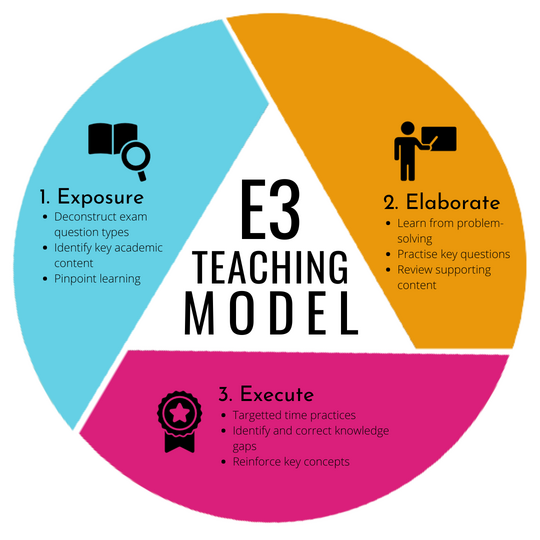 E3
TEACHING
MODEL
1. Exposure
• Deconstruct exam
question types
• Identify key academic
content
• Pinpoint learning
2. Elaborate
• Learn from problem-
solving
• Practise key questions
• Review supporting
content
3. Execute
• Targetted time practices
• Identify and correct knowledge
gaps
• Reinforce key concepts